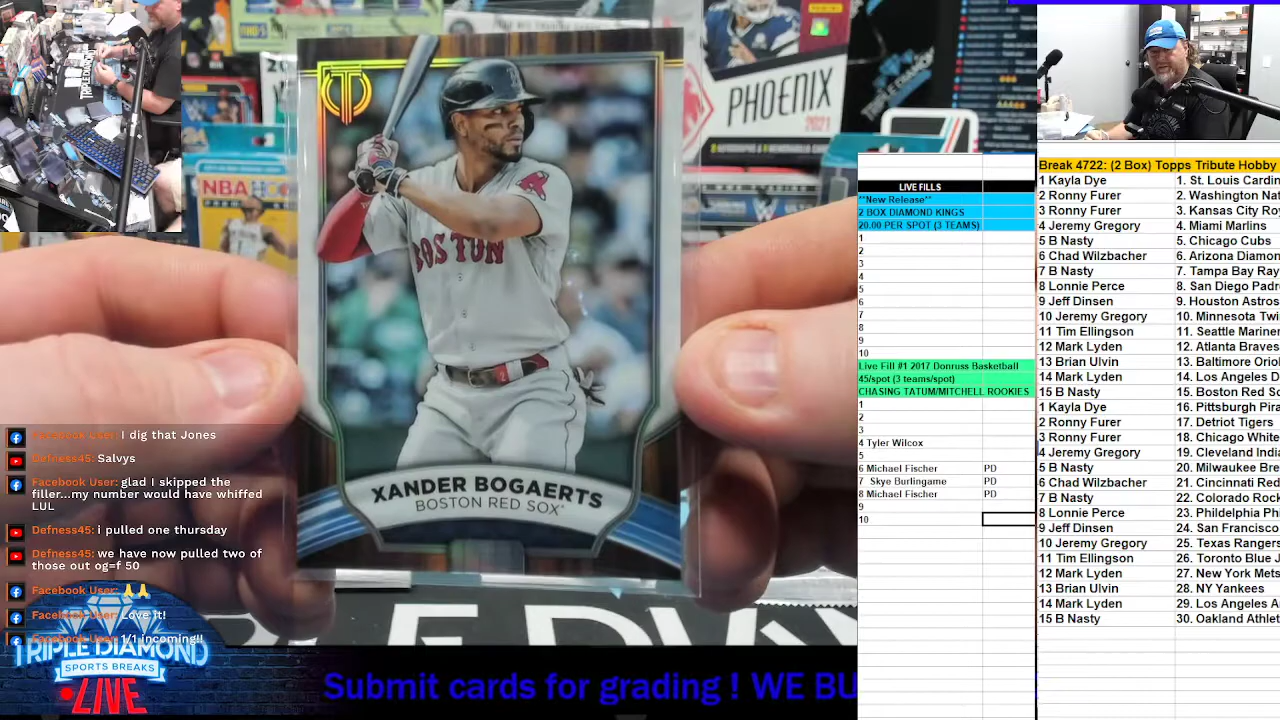 PHOENIX
2021
NBA HO
TRIPLE DIAMOND
BOSTON
XANDER BOGAERTS
BOSTON RED SOX
Facebook User: I dig that Jones
Defness45: Salvys
Facebook User: glad I skipped the
filler...my number would have whiffed
LUL
Defness45: i pulled one thursday
Defness45: we have now pulled two of
those out og=f 50
Facebook User: 🙏🙏
Facebook User: Love it!
Facebook User: 1/1 incoming!!
TRIPLE DIAMOND
SPORTS BREAKS
LIVE
Submit cards for grading! WE BU
LIVE FILLS
**New Release**
2 BOX DIAMOND KINGS
20.00 PER SPOT (3 TEAMS)
1
2
3
4
5
6
7
8
9
10
Live Fill #1 2017 Donruss Basketball
45/spot (3 teams/spot)
CHASING TATUM/MITCHELL ROOKIES
1
2
3
4 Tyler Wilcox
5
6 Michael Fischer PD
7 Skye Burlingame PD
8 Michael Fischer PD
9
10
Break 4722: (2 Box) Topps Tribute Hobby
1 Kayla Dye 1. St. Louis Cardin
2 Ronny Furer 2. Washington Nat
3 Ronny Furer 3. Kansas City Ro
4 Jeremy Gregory 4. Miami Marlins
5 B Nasty 5. Chicago Cubs
6 Chad Wilzbacher 6. Arizona Diamon
7 B Nasty 7. Tampa Bay Ray
8 Lonnie Perce 8. San Diego Padr
9 Jeff Dinsen 9. Houston Astros
10 Jeremy Gregory 10. Minnesota Twi
11 Tim Ellingson 11. Seattle Mariner
12 Mark Lyden 12. Atlanta Braves
13 Brian Ulvin 13. Baltimore Orio
14 Mark Lyden 14. Los Angeles D
15 B Nasty 15. Boston Red So
1 Kayla Dye 16. Pittsburgh Pira
2 Ronny Furer 17. Detriot Tigers
3 Ronny Furer 18. Chicago White
4 Jeremy Gregory 19. Cleveland India
5 B Nasty 20. Milwaukee Bre
6 Chad Wilzbacher 21. Cincinnati Red
7 B Nasty 22. Colorado Rock
8 Lonnie Perce 23. Phildelphia Phi
9 Jeff Dinsen 24. San Francisco
10 Jeremy Gregory 25. Texas Rangers
11 Tim Ellingson 26. Toronto Blue J
12 Mark Lyden 27. New York Mets
13 Brian Ulvin 28. NY Yankees
14 Mark Lyden 29. Los Angeles A
15 B Nasty 30. Oakland Athle